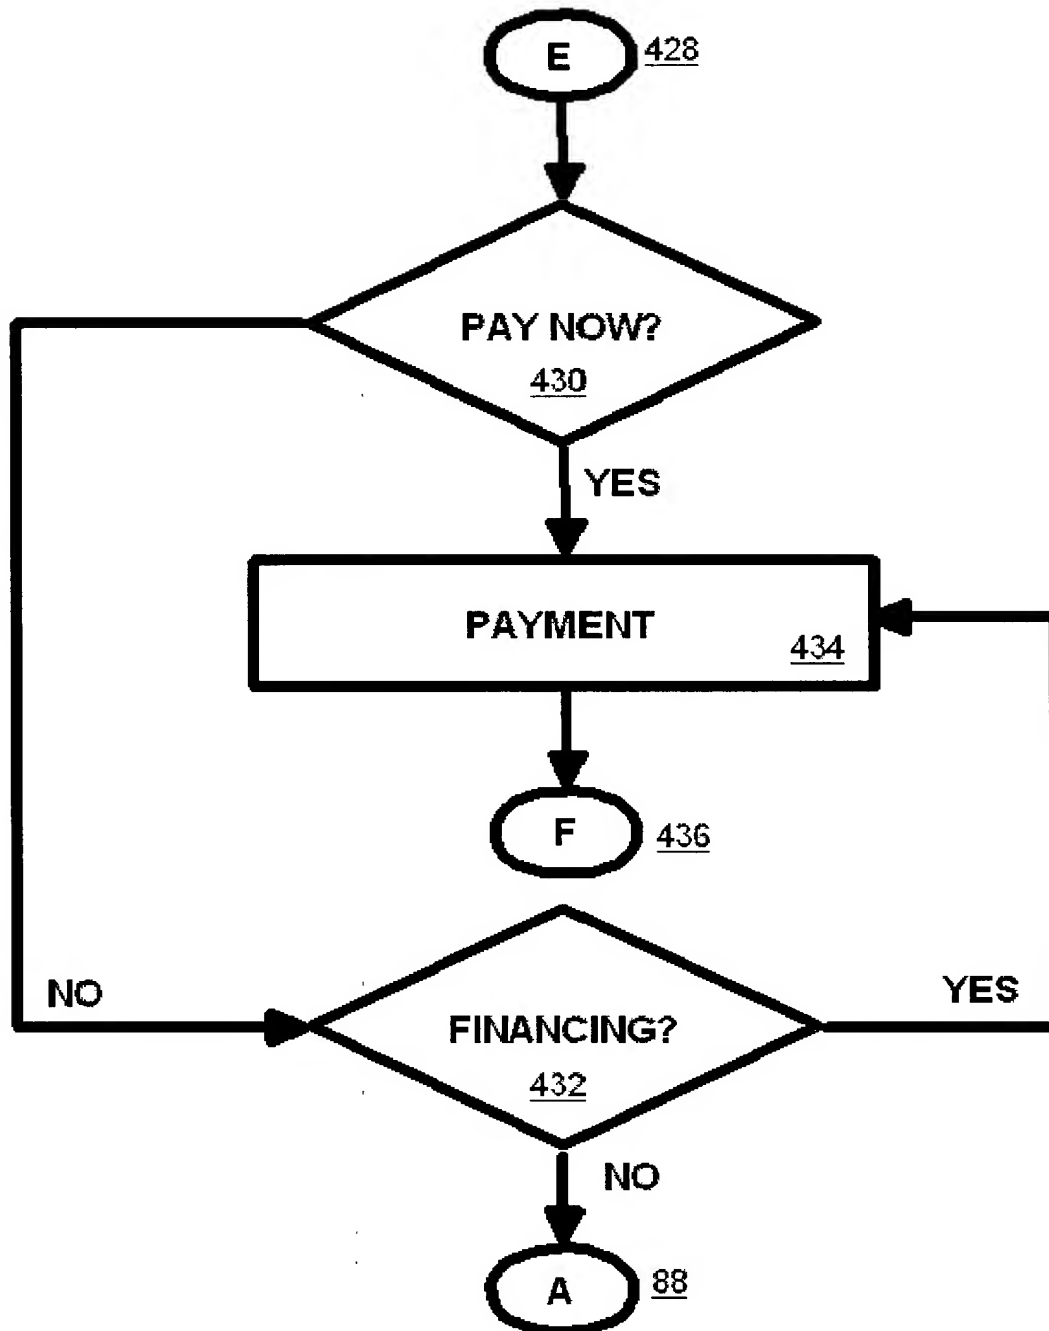 E
428
PAY NOW?
430
YES
PAYMENT
434
F
436
NO
YES
FINANCING?
432
NO
A
88